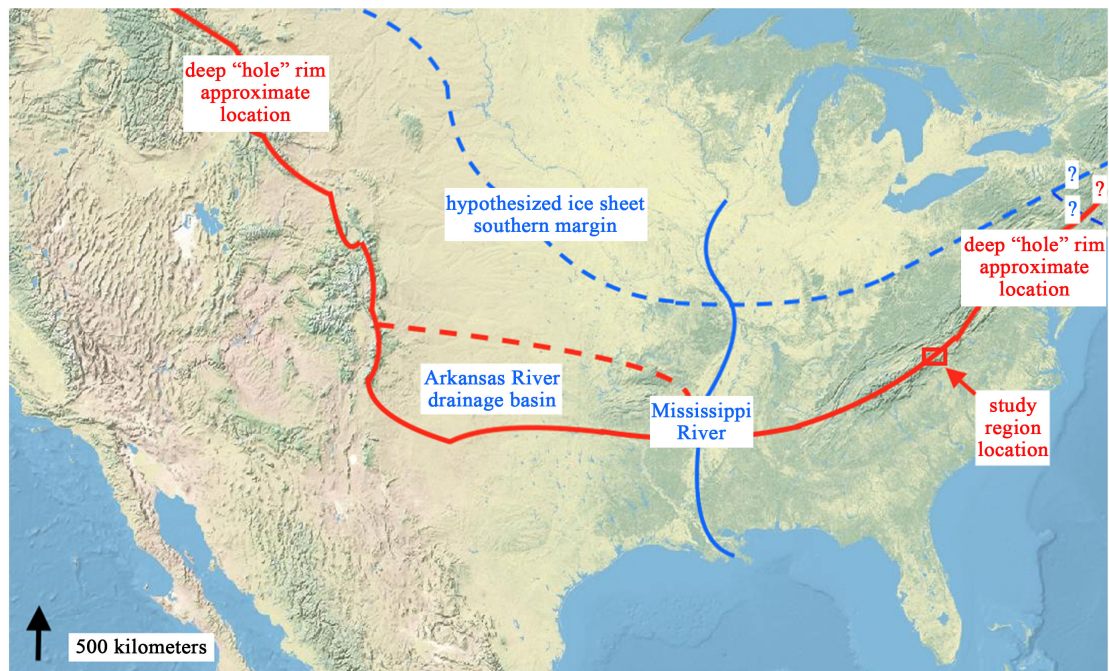 deep “hole” rim
approximate
location
hypothesized ice sheet
southern margin
?
?
?
deep “hole” rim
approximate
location
Arkansas River
drainage basin
Mississippi
River
study
region
location
500 kilometers